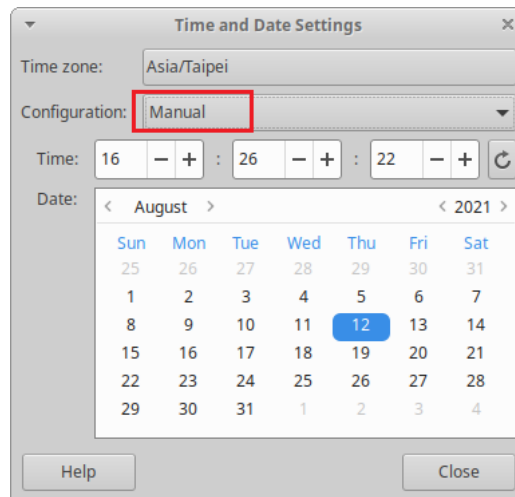 Time and Date Settings
Time zone: Asia/Taipei
Configuration: Manual
Time: 16 − + : 26 − + : 22 − +
Date: < August > < 2021 >
Sun Mon Tue Wed Thu Fri Sat
25 26 27 28 29 30 31
1 2 3 4 5 6 7
8 9 10 11 12 13 14
15 16 17 18 19 20 21
22 23 24 25 26 27 28
29 30 31 1 2 3 4
Help Close